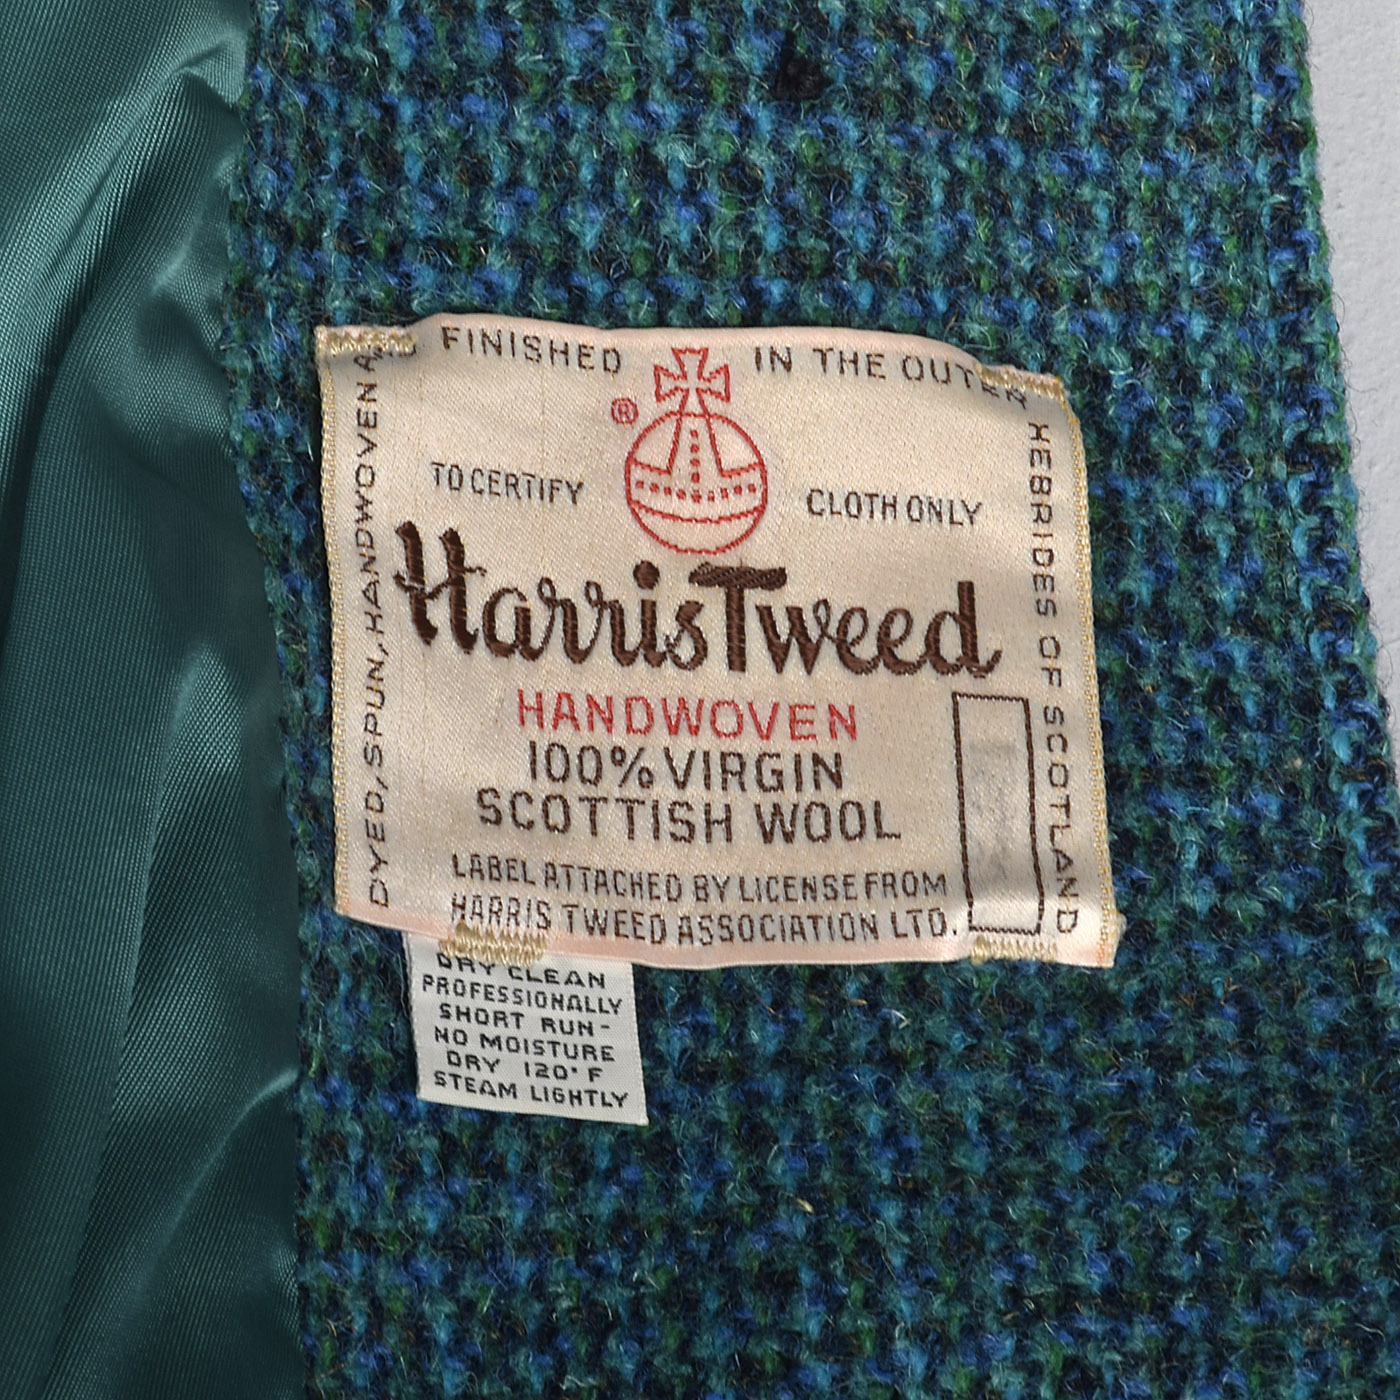 DYED, SPUN, HANDWOVEN AND FINISHED IN THE OUTER HEBRIDES OF SCOTLAND
®
TO CERTIFY CLOTH ONLY
Harris Tweed
HANDWOVEN
100% VIRGIN
SCOTTISH WOOL
LABEL ATTACHED BY LICENSE FROM
HARRIS TWEED ASSOCIATION LTD.
DRY CLEAN
PROFESSIONALLY
SHORT RUN-
NO MOISTURE
DRY 120° F
STEAM LIGHTLY